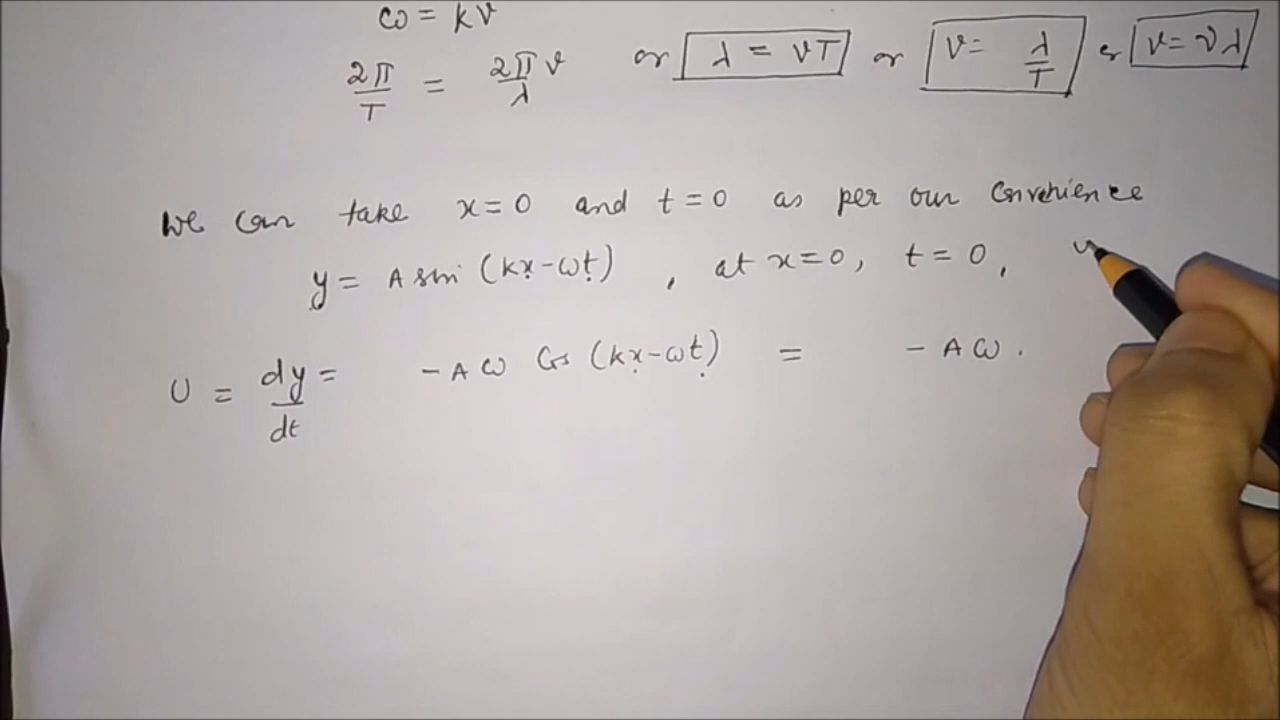 ω = kv
2π/T = 2π/λ v or λ = vT or v = λ/T or v = νλ
We can take x=0 and t=0 as per our convenience
y = A sin (kx-ωt) , at x=0, t=0,
U = dy/dt = -Aω Cos (kx-ωt) = -Aω.